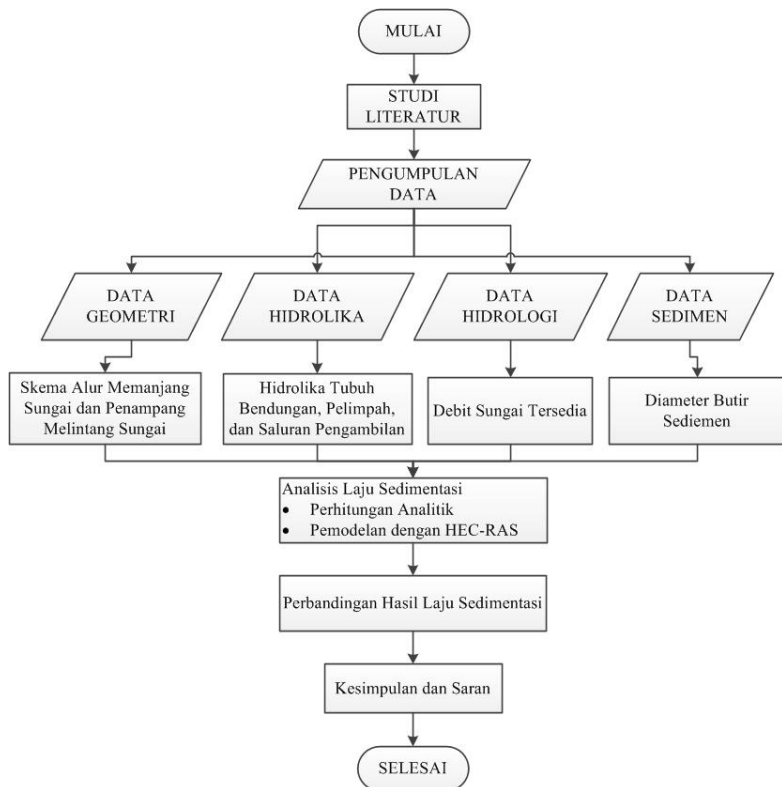 MULAI
STUDI
LITERATUR
PENGUMPULAN
DATA
DATA
GEOMETRI
DATA
HIDROLIKA
DATA
HIDROLOGI
DATA
SEDIMEN
Skema Alur Memanjang
Sungai dan Penampang
Melintang Sungai
Hidrolika Tubuh
Bendungan, Pelimpah,
dan Saluran Pengambilan
Debit Sungai Tersedia
Diameter Butir
Sediemen
Analisis Laju Sedimentasi
• Perhitungan Analitik
• Pemodelan dengan HEC-RAS
Perbandingan Hasil Laju Sedimentasi
Kesimpulan dan Saran
SELESAI